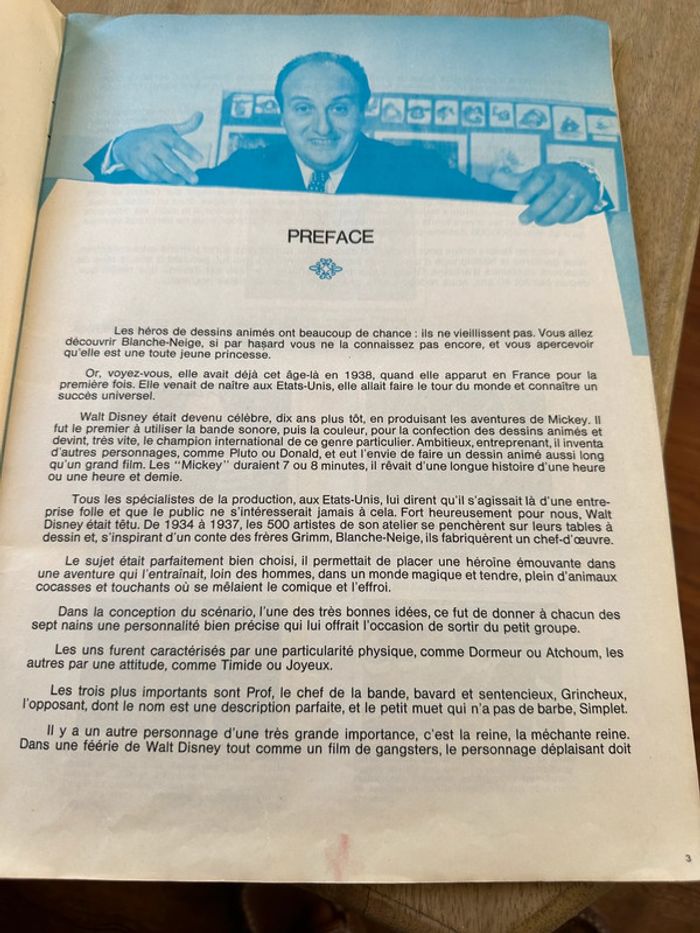 PREFACE
Les héros de dessins animés ont beaucoup de chance : ils ne vieillissent pas. Vous allez
découvrir Blanche-Neige, si par hasard vous ne la connaissez pas encore, et vous apercevoir
qu'elle est une toute jeune princesse.
Or, voyez-vous, elle avait déjà cet âge-là en 1938, quand elle apparut en France pour la
première fois. Elle venait de naître aux Etats-Unis, elle allait faire le tour du monde et connaître un
succès universel.
Walt Disney était devenu célèbre, dix ans plus tôt, en produisant les aventures de Mickey. Il
fut le premier à utiliser la bande sonore, puis la couleur, pour la confection des dessins animés et
devint, très vite, le champion international de ce genre particulier. Ambitieux, entreprenant, il inventa
d'autres personnages, comme Pluto ou Donald, et eut l'envie de faire un dessin animé aussi long
qu'un grand film. Les "Mickey" duraient 7 ou 8 minutes, il rêvait d'une longue histoire d'une heure
ou une heure et demie.
Tous les spécialistes de la production, aux Etats-Unis, lui dirent qu'il s'agissait là d'une entre-
prise folle et que le public ne s'intéresserait jamais à cela. Fort heureusement pour nous, Walt
Disney était têtu. De 1934 à 1937, les 500 artistes de son atelier se penchèrent sur leurs tables à
dessin et, s'inspirant d'un conte des frères Grimm, Blanche-Neige, ils fabriquèrent un chef-d'œuvre.
Le sujet était parfaitement bien choisi, il permettait de placer une héroïne émouvante dans
une aventure qui l'entraînait, loin des hommes, dans un monde magique et tendre, plein d'animaux
cocasses et touchants où se mêlaient le comique et l'effroi.
Dans la conception du scénario, l'une des très bonnes idées, ce fut de donner à chacun des
sept nains une personnalité bien précise qui lui offrait l'occasion de sortir du petit groupe.
Les uns furent caractérisés par une particularité physique, comme Dormeur ou Atchoum, les
autres par une attitude, comme Timide ou Joyeux.
Les trois plus importants sont Prof, le chef de la bande, bavard et sentencieux, Grincheux,
l'opposant, dont le nom est une description parfaite, et le petit muet qui n'a pas de barbe, Simplet.
Il y a un autre personnage d'une très grande importance, c'est la reine, la méchante reine.
Dans une féérie de Walt Disney tout comme un film de gangsters, le personnage déplaisant doit
3